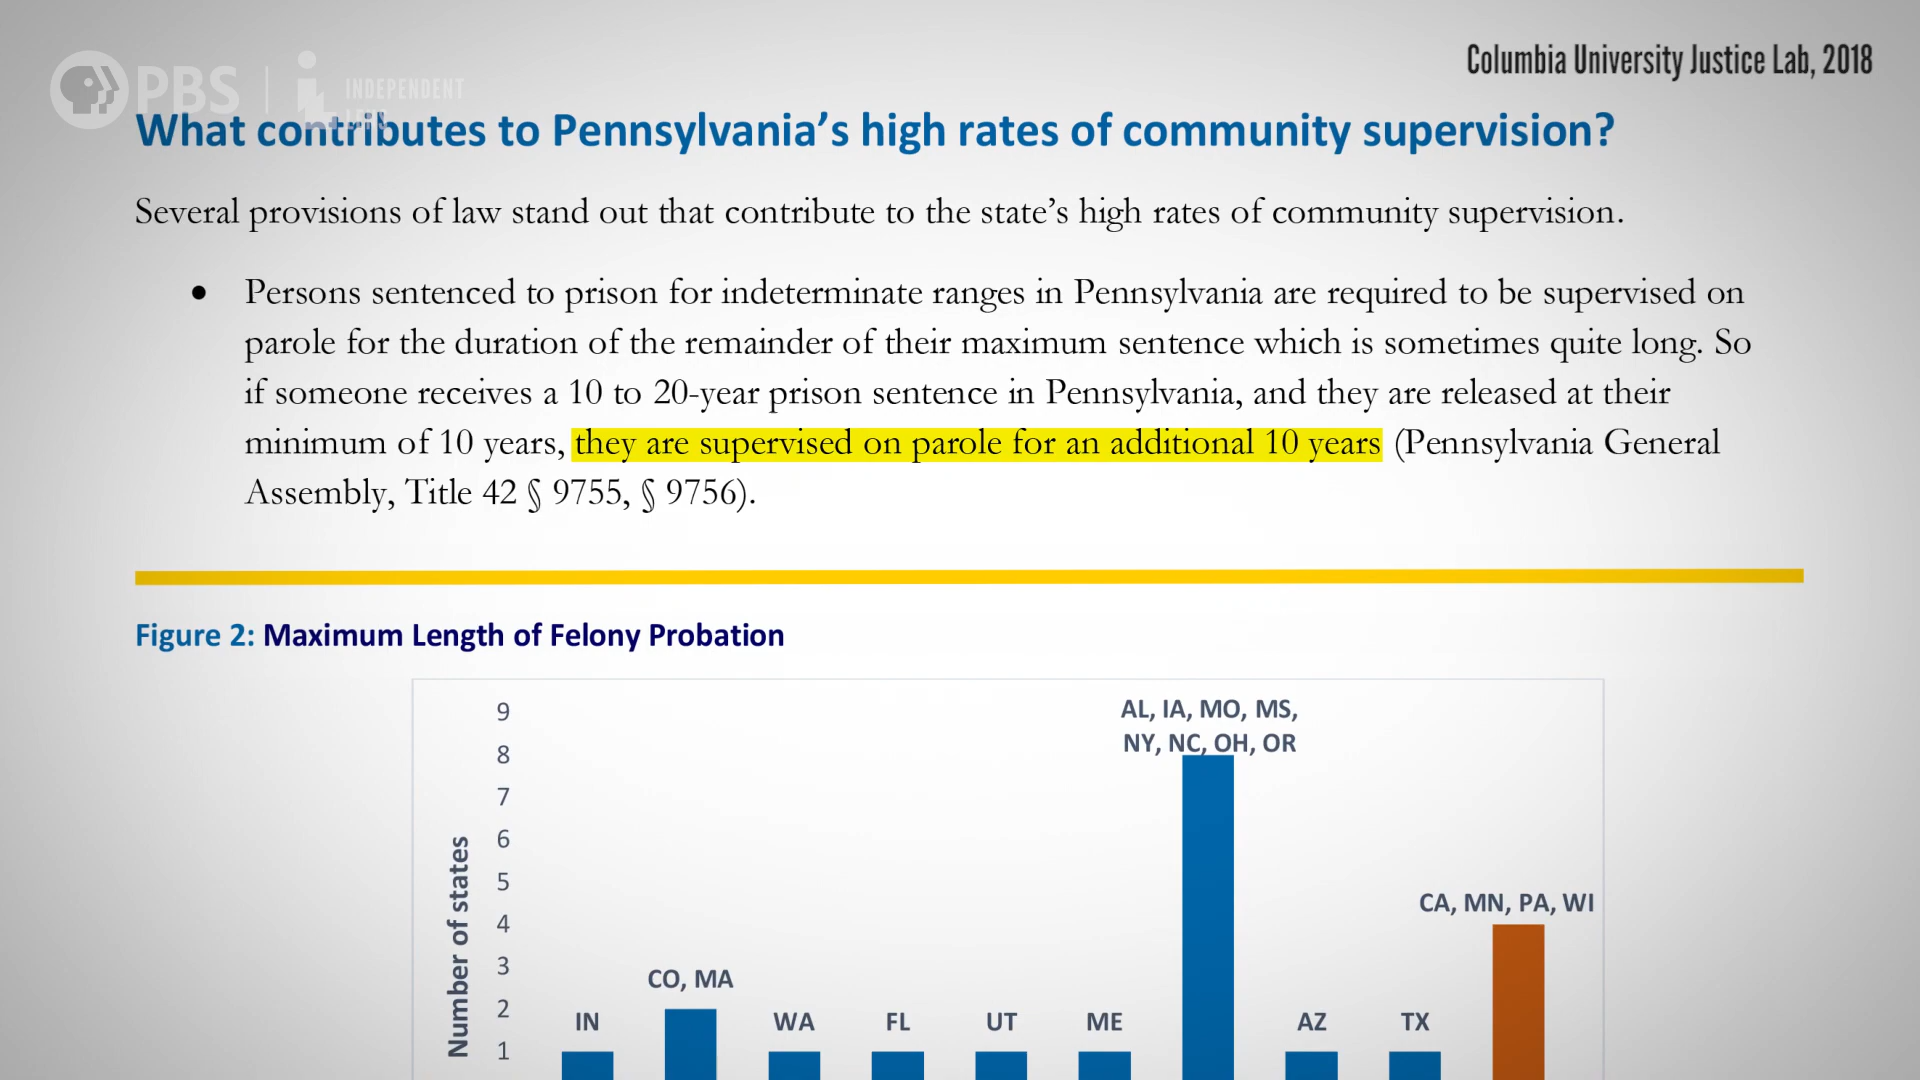 PBS
INDEPENDENT
LENS
Columbia University Justice Lab, 2018
What contributes to Pennsylvania’s high rates of community supervision?
Several provisions of law stand out that contribute to the state’s high rates of community supervision.
• Persons sentenced to prison for indeterminate ranges in Pennsylvania are required to be supervised on
parole for the duration of the remainder of their maximum sentence which is sometimes quite long. So
if someone receives a 10 to 20-year prison sentence in Pennsylvania, and they are released at their
minimum of 10 years, they are supervised on parole for an additional 10 years (Pennsylvania General
Assembly, Title 42 § 9755, § 9756).
Figure 2: Maximum Length of Felony Probation
Number of states
9
8
7
6
5
4
3
2
1
IN
CO, MA
WA
FL
UT
ME
AL, IA, MO, MS,
NY, NC, OH, OR
AZ
TX
CA, MN, PA, WI